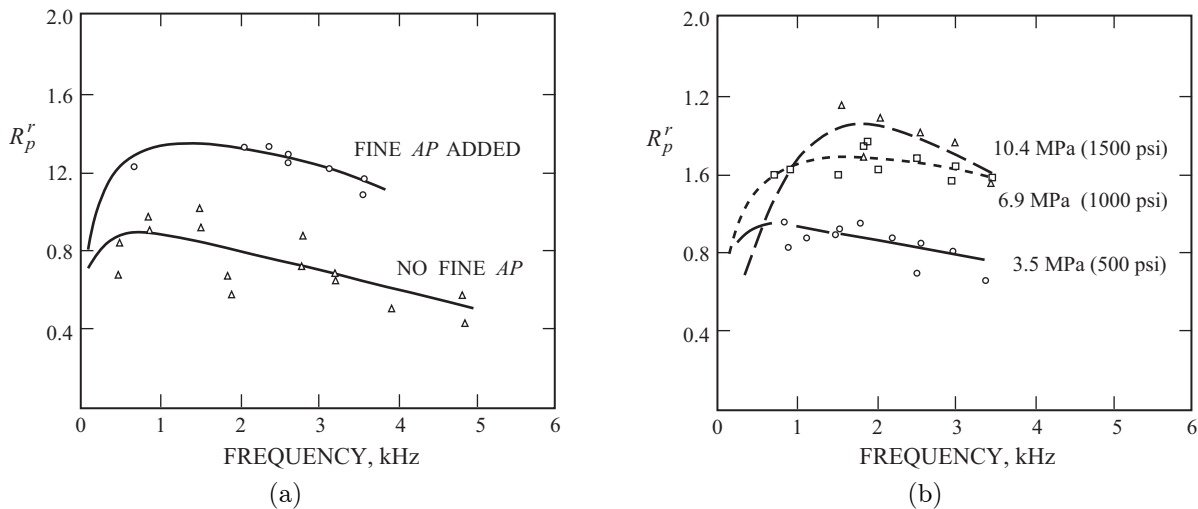 2.0
1.6
R_p^r
12.
0.8
0.4
0 1 2 3 4 5 6
FREQUENCY, kHz
FINE AP ADDED
NO FINE AP
(a)
2.0
1.2
R_p^r
1.6
0.8
0.4
0 1 2 3 4 5 6
FREQUENCY, kHz
10.4 MPa (1500 psi)
6.9 MPa (1000 psi)
3.5 MPa (500 psi)
(b)